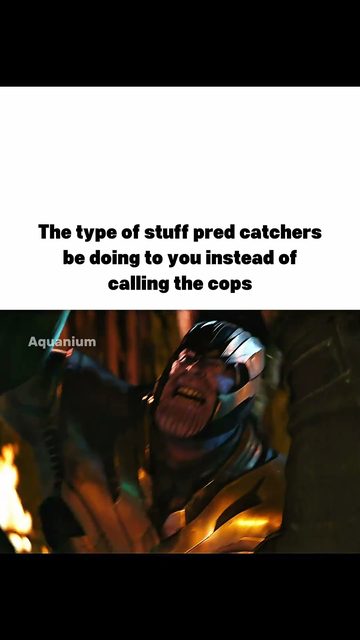 The type of stuff pred catchers
be doing to you instead of
calling the cops
Aquanium